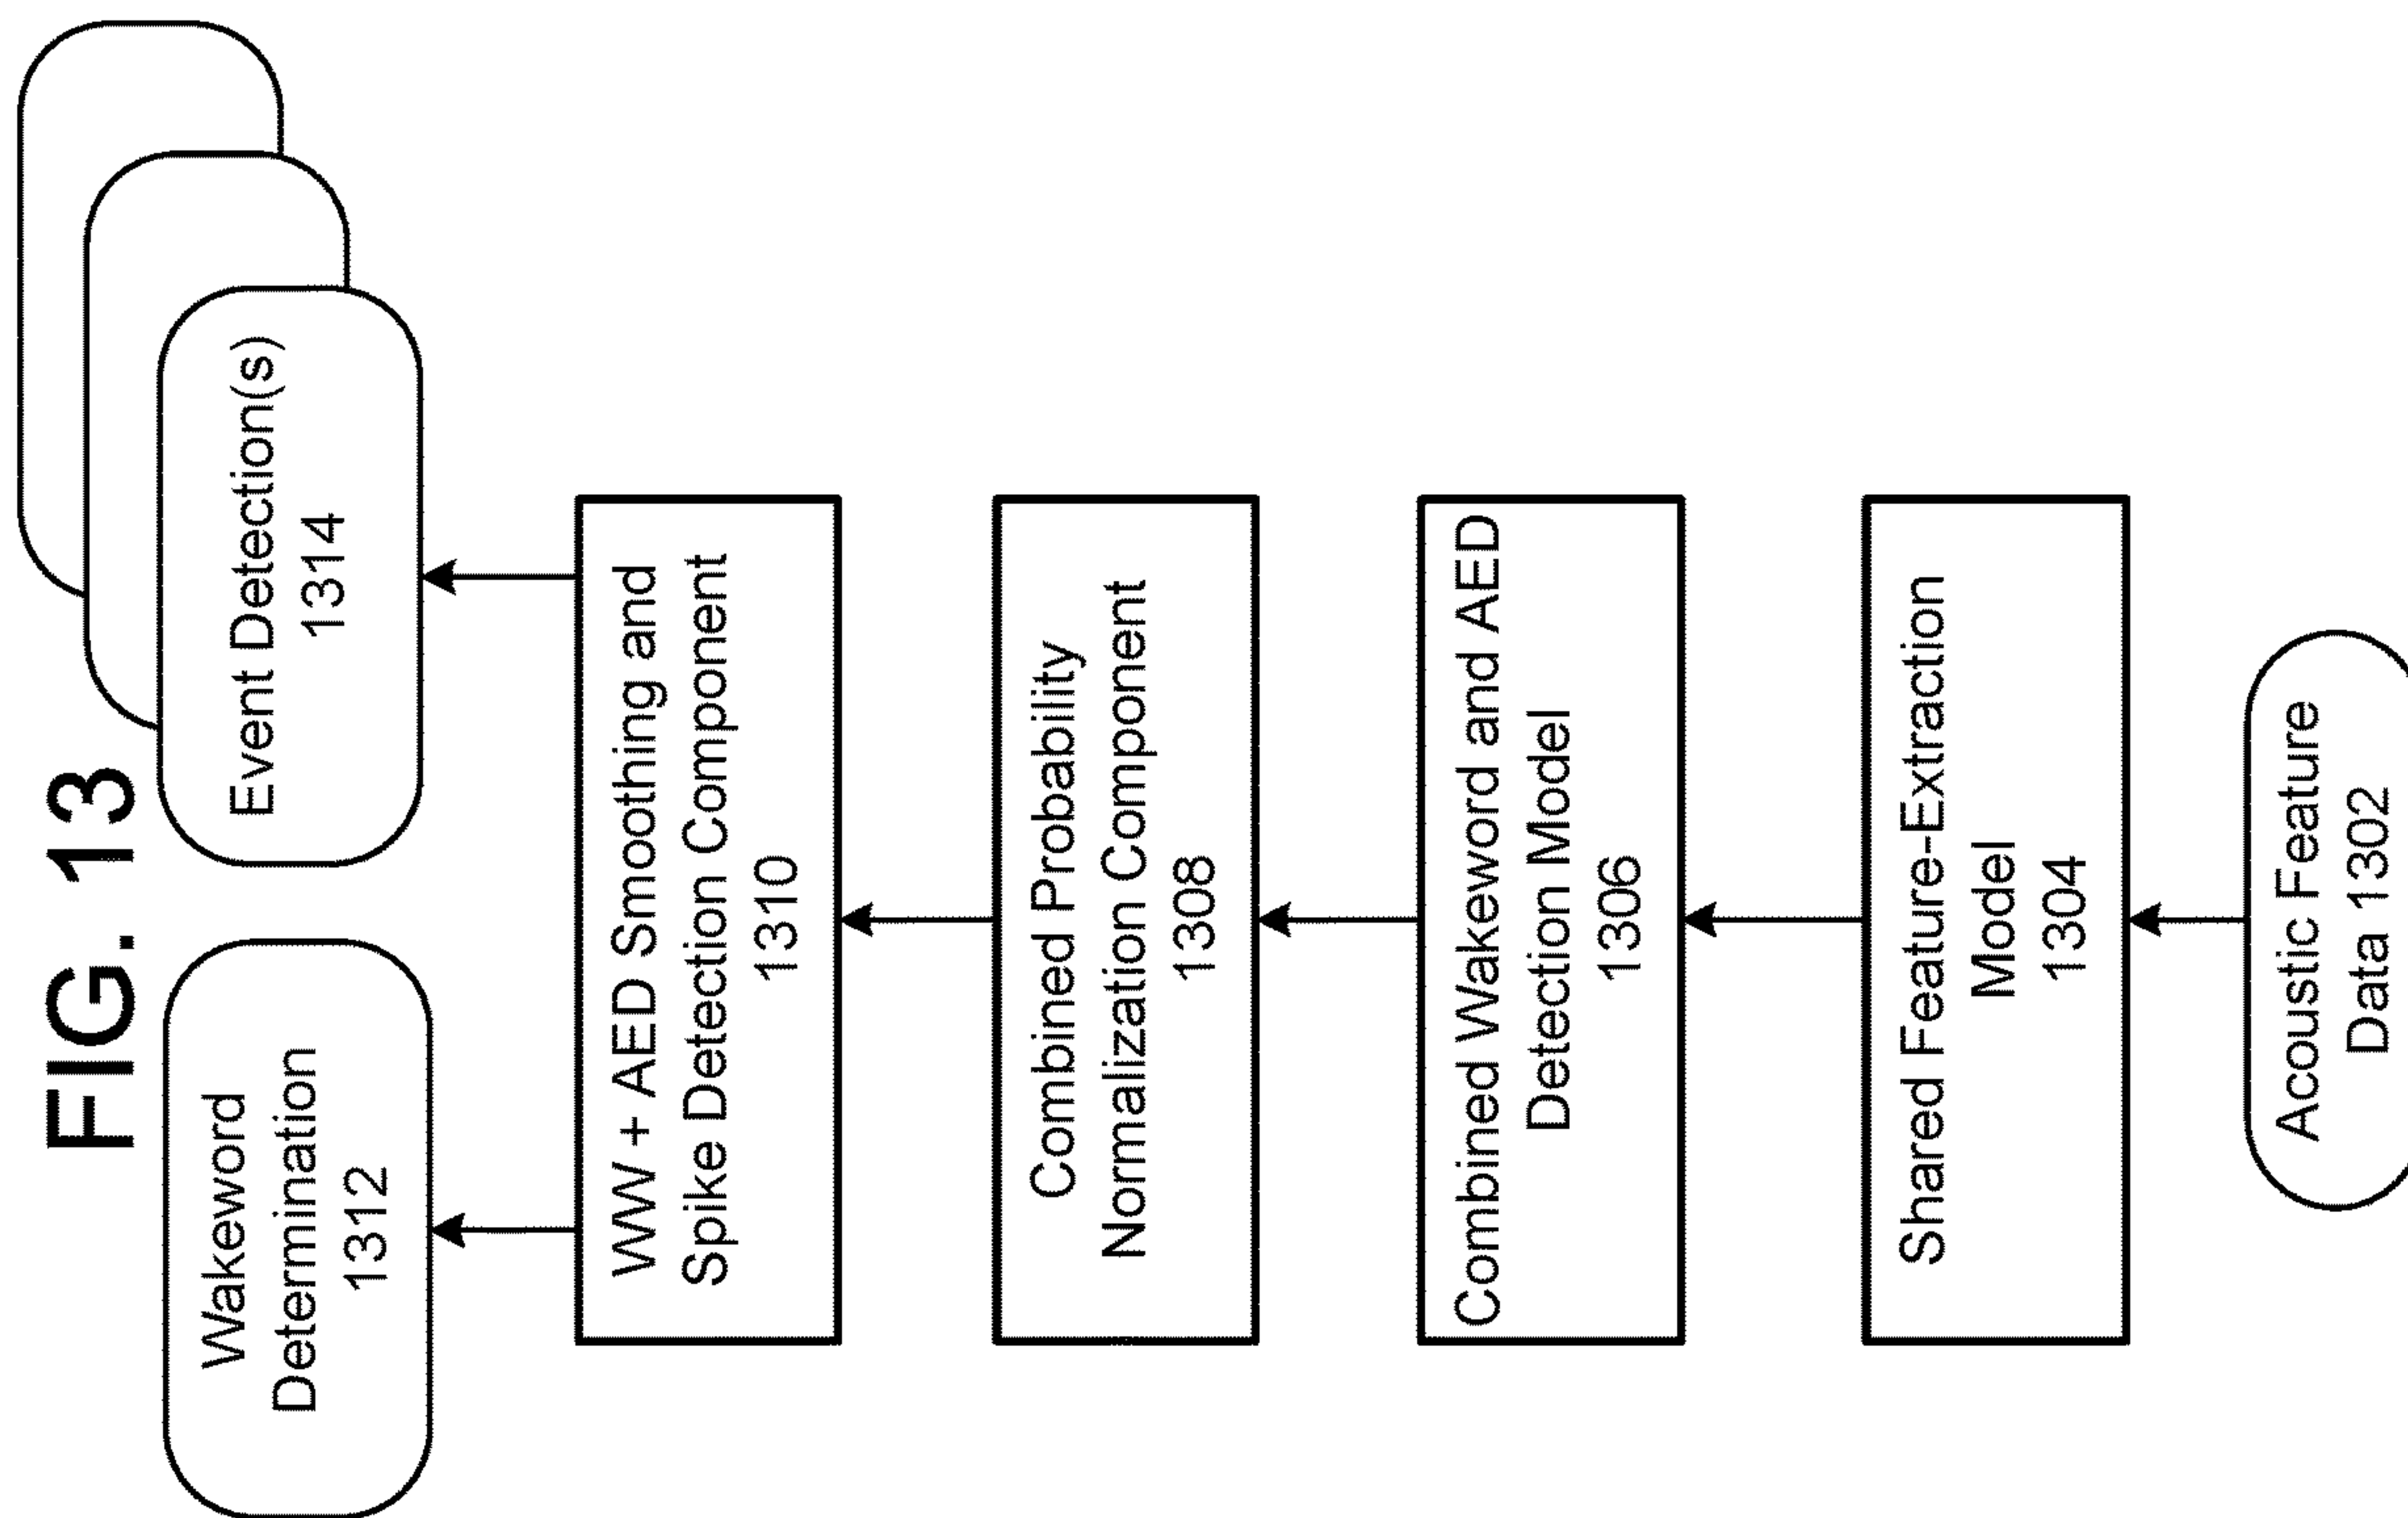 FIG. 13
Wakeword
Determination
1312
Event Detection(s)
1314
WW + AED Smoothing and
Spike Detection Component
1310
Combined Probability
Normalization Component
1308
Combined Wakeword and AED
Detection Model
1306
Shared Feature-Extraction
Model
1304
Acoustic Feature
Data 1302